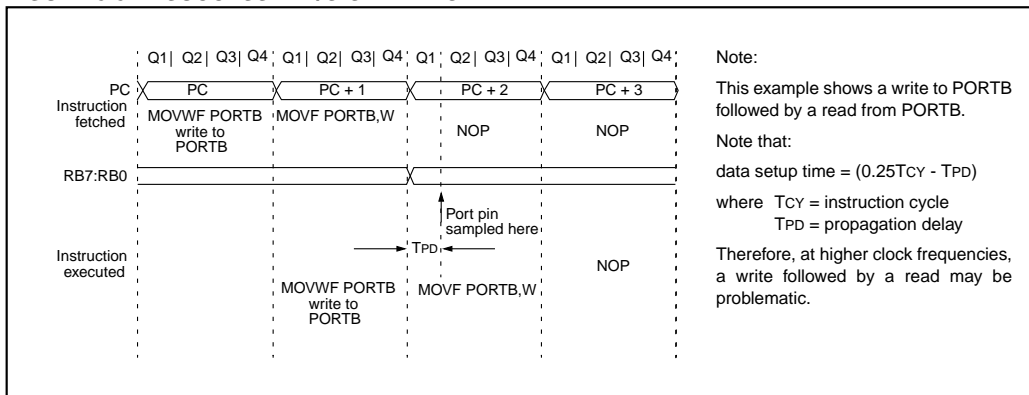 Q1| Q2| Q3| Q4 Q1| Q2| Q3| Q4 Q1| Q2| Q3| Q4 Q1| Q2| Q3| Q4
PC PC PC + 1 PC + 2 PC + 3
Instruction
fetched
MOVWF PORTB
write to
PORTB
MOVF PORTB,W
NOP
NOP
RB7:RB0
Port pin
sampled here
TPD
Instruction
executed
MOVWF PORTB
write to
PORTB
MOVF PORTB,W
NOP
Note:
This example shows a write to PORTB
followed by a read from PORTB.
Note that:
data setup time = (0.25TCY - TPD)
where TCY = instruction cycle
TPD = propagation delay
Therefore, at higher clock frequencies,
a write followed by a read may be
problematic.